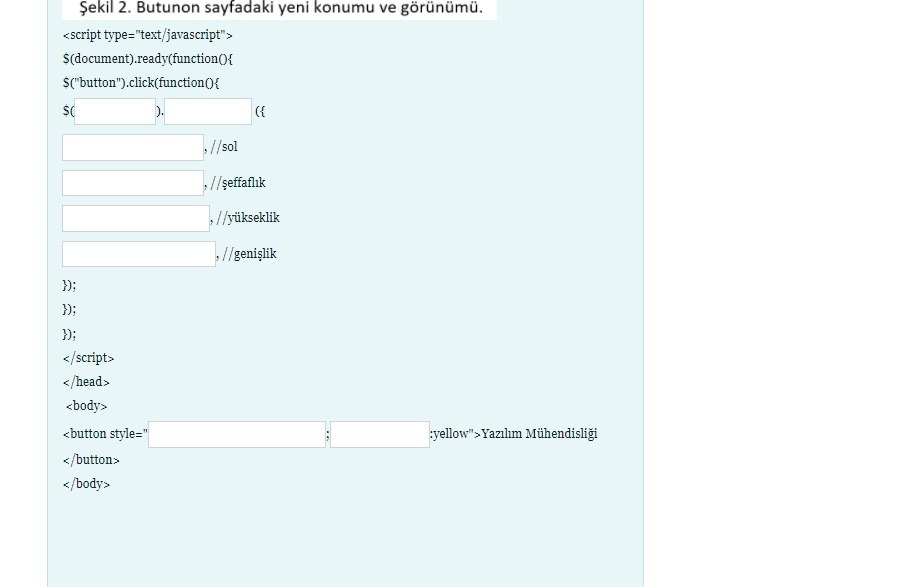 Şekil 2. Butunon sayfadaki yeni konumu ve görünümü.
<script type="text/javascript">
$(document).ready(function(){
$("button").click(function(){
$( ). ({
, //sol
, //şeffaflık
, //yükseklik
, //genişlik
});
});
});
</script>
</head>
<body>
<button style=" ; :yellow">Yazılım Mühendisliği
</button>
</body>